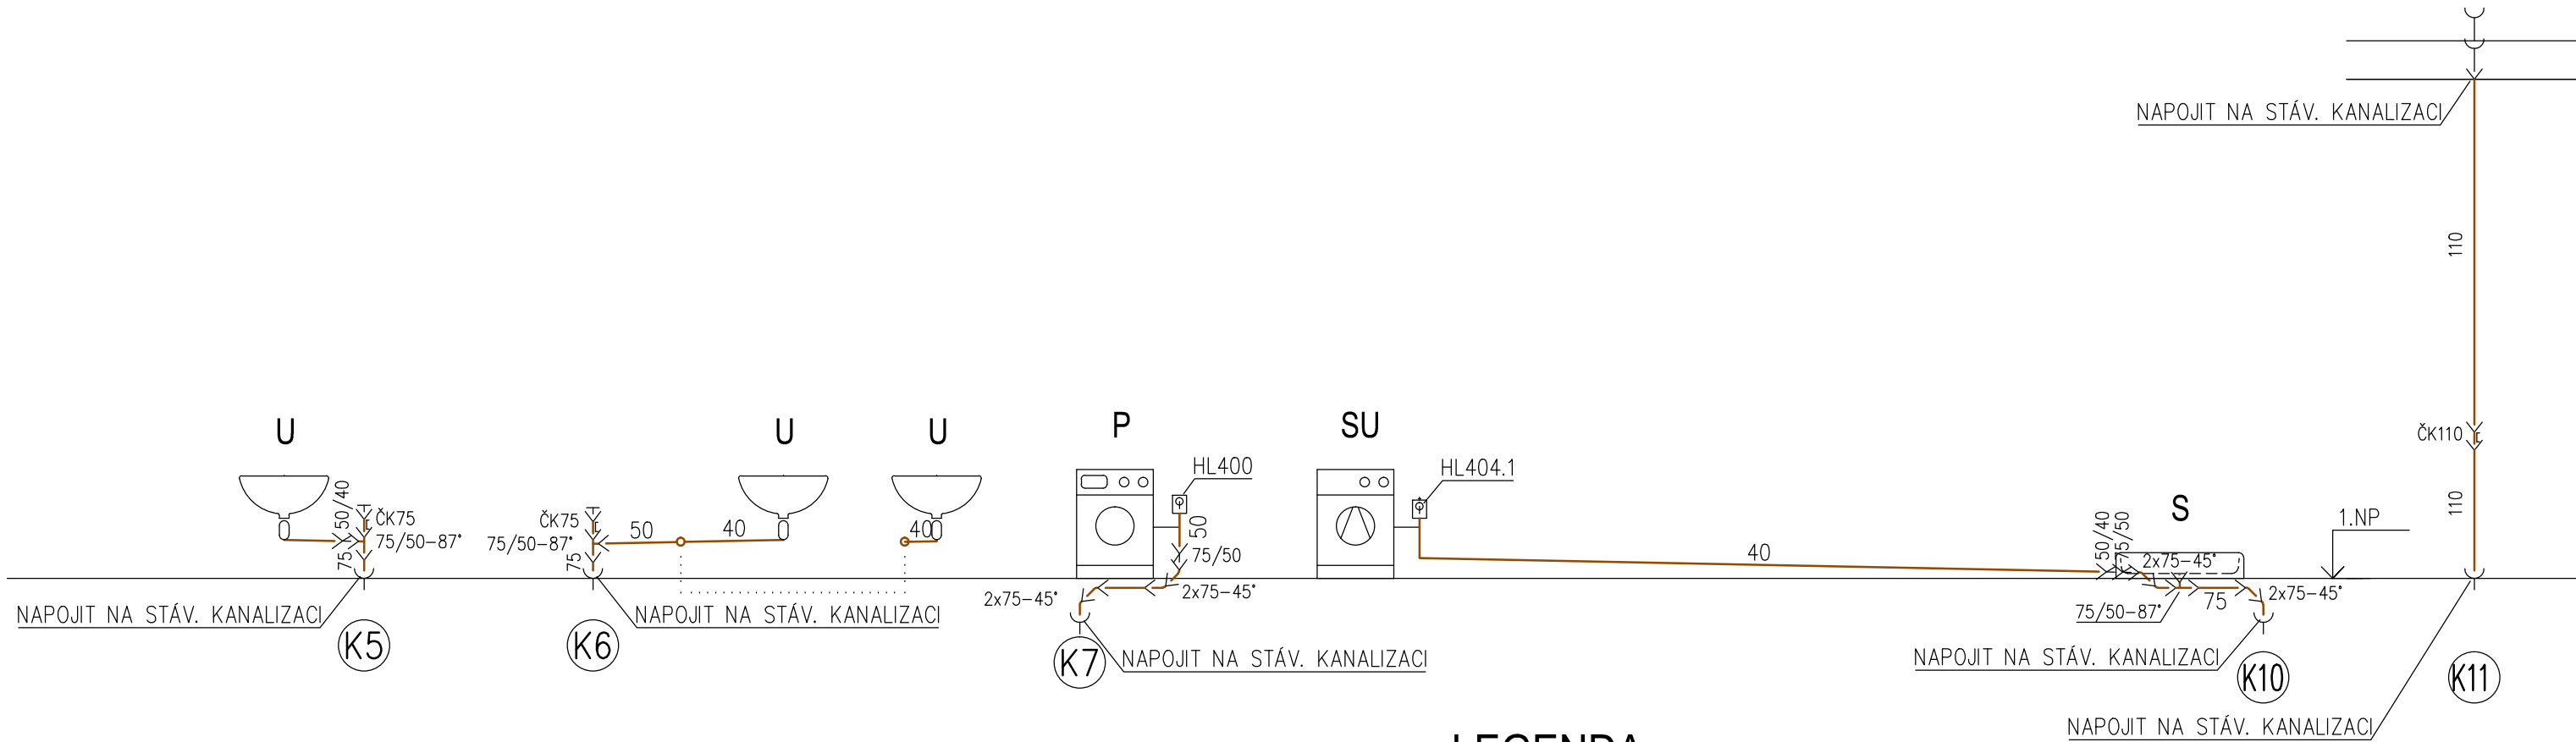 NAPOJIT NA STÁV. KANALIZACI
110
U
U
U
P
SU
ČK110
HL400
HL404.1
50/40
ČK75
75/50-87°
75
NAPOJIT NA STÁV. KANALIZACI
K5
ČK75
75/50-87°
75
50
40
40
NAPOJIT NA STÁV. KANALIZACI
K6
50
75/50
2x75-45°
2x75-45°
K7
NAPOJIT NA STÁV. KANALIZACI
40
S
50/40
75/50
2x75-45°
75/50-87°
75
2x75-45°
NAPOJIT NA STÁV. KANALIZACI
K10
1.NP
110
K11
NAPOJIT NA STÁV. KANALIZACI
LEGENDA